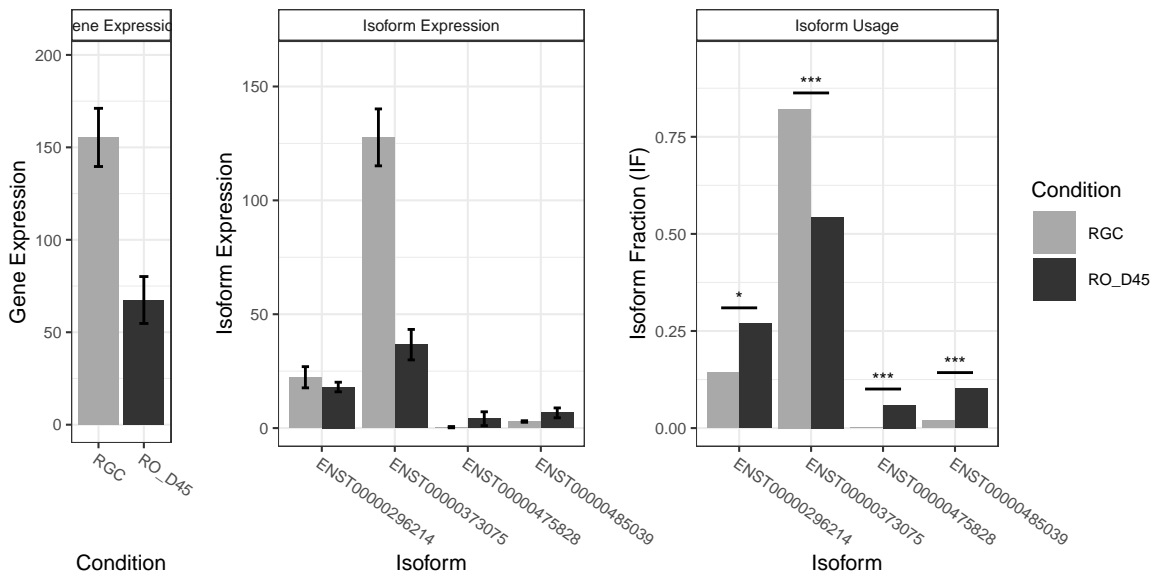 ene Expressio
Gene Expression
200
150
100
50
0
RGC
RO_D45
Condition
Isoform Expression
Isoform Expression
150
100
50
0
ENST00000296214
ENST00000373075
ENST00000475828
ENST00000485039
Isoform
Isoform Usage
Isoform Fraction (IF)
0.75
0.50
0.25
0.00
*
***
***
***
ENST00000296214
ENST00000373075
ENST00000475828
ENST00000485039
Isoform
Condition
RGC
RO_D45